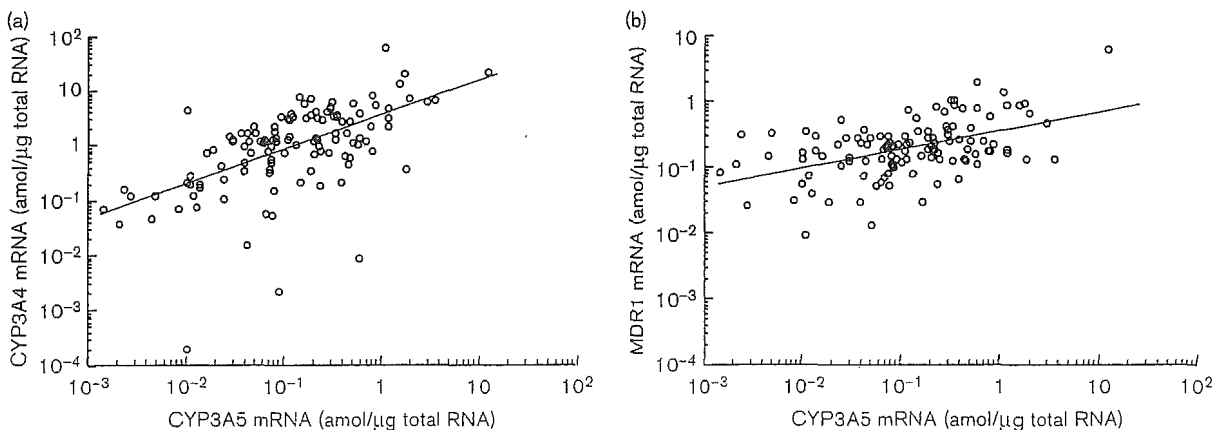 (a)
CYP3A4 mRNA (amol/µg total RNA)
10²
10
1
10⁻¹
10⁻²
10⁻³
10⁻⁴
10⁻³ 10⁻² 10⁻¹ 1 10 10²
CYP3A5 mRNA (amol/µg total RNA)
(b)
MDR1 mRNA (amol/µg total RNA)
10
1
10⁻¹
10⁻²
10⁻³
10⁻⁴
10⁻³ 10⁻² 10⁻¹ 1 10 10²
CYP3A5 mRNA (amol/µg total RNA)